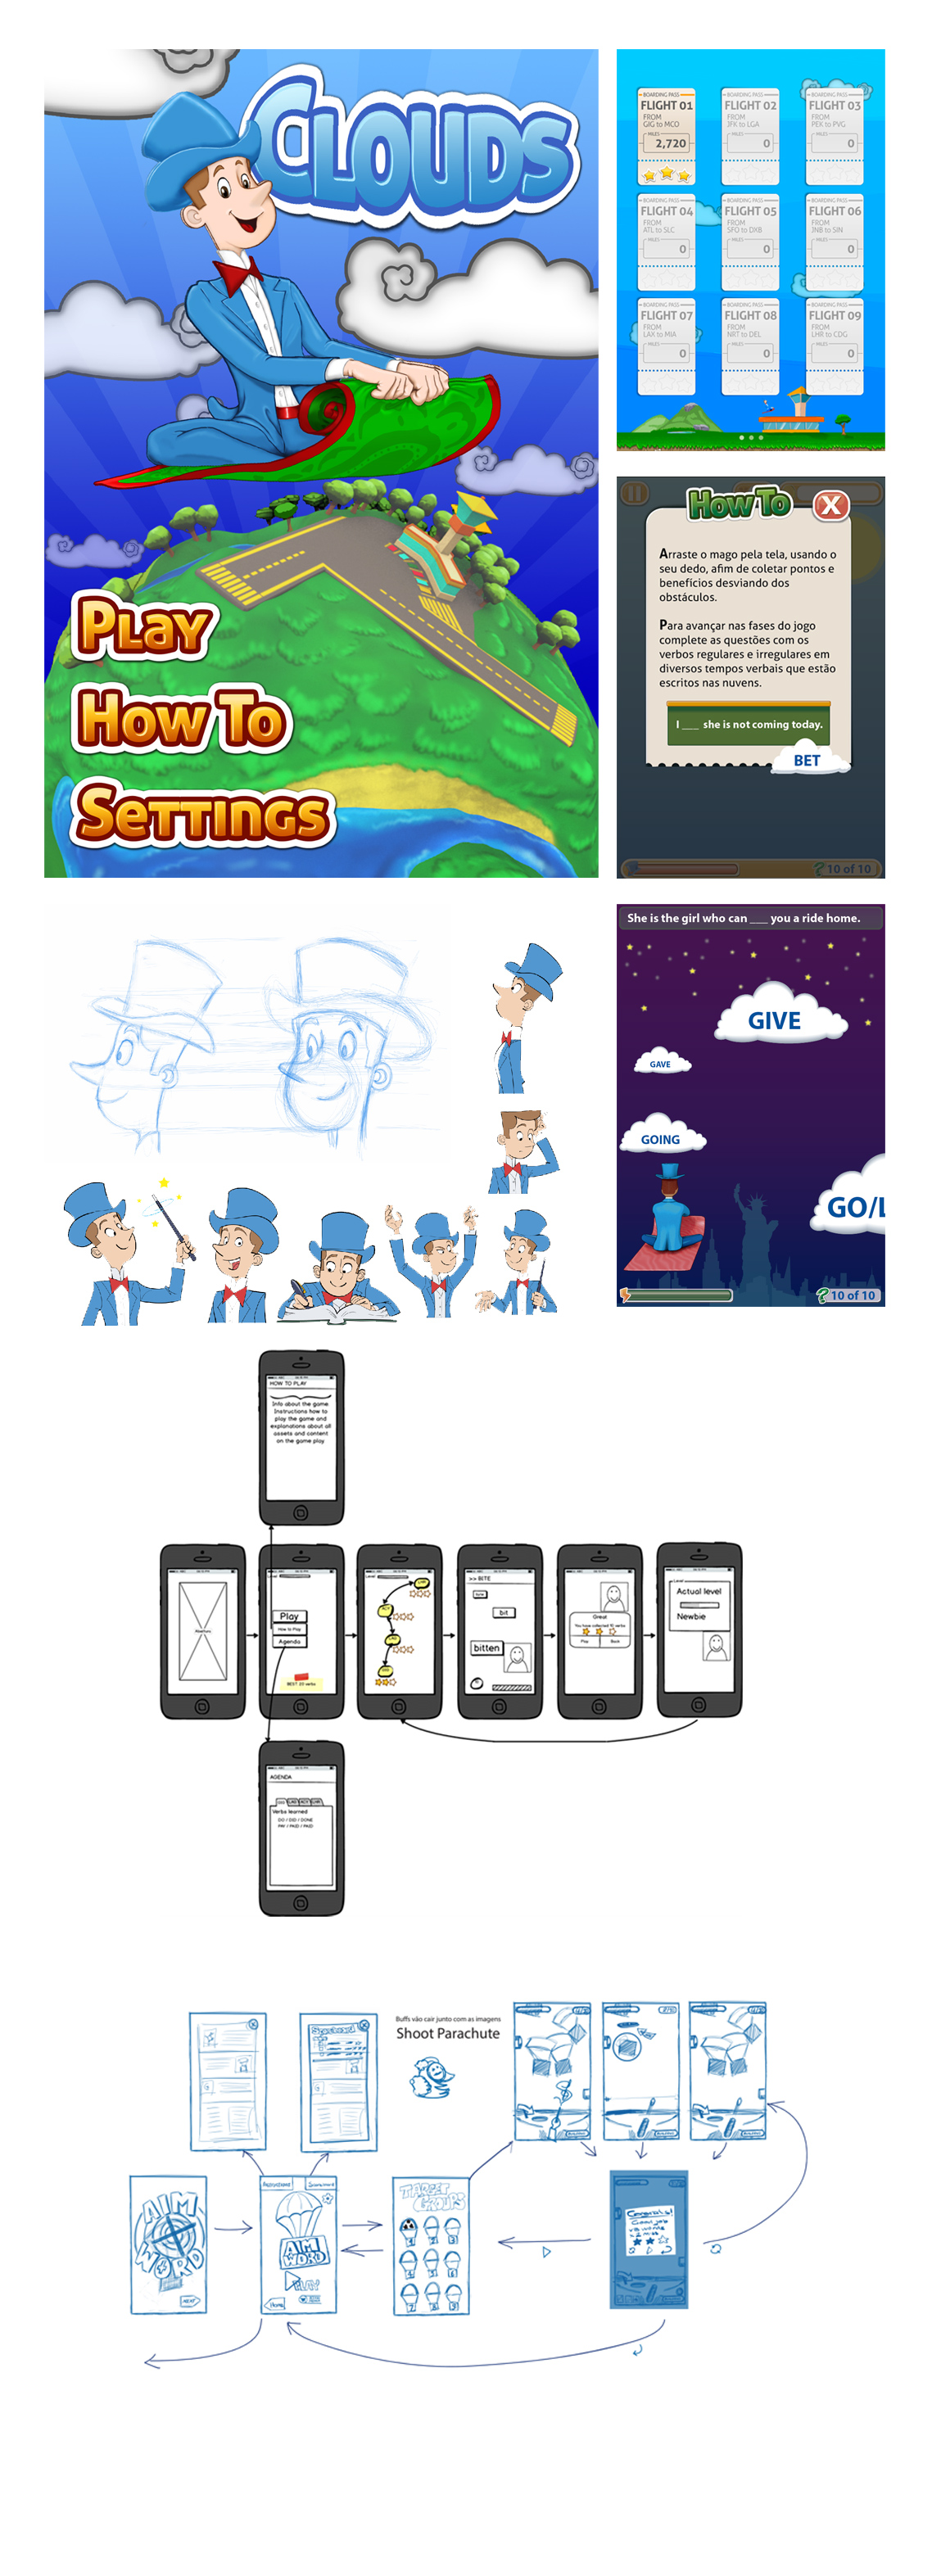 CLOUDS
PLAY
HOW TO
SETTINGS
BOARDING PASS
FLIGHT 01
FROM
GIG to MCO
MILES
2,720
BOARDING PASS
FLIGHT 02
FROM
JFK to LGA
MILES
0
BOARDING PASS
FLIGHT 03
FROM
PEK to PVG
MILES
0
BOARDING PASS
FLIGHT 04
FROM
ATL to SLC
MILES
0
BOARDING PASS
FLIGHT 05
FROM
SFO to DXB
MILES
0
BOARDING PASS
FLIGHT 06
FROM
JNB to SIN
MILES
0
BOARDING PASS
FLIGHT 07
FROM
LAX to MIA
MILES
0
BOARDING PASS
FLIGHT 08
FROM
NRT to DEL
MILES
0
BOARDING PASS
FLIGHT 09
FROM
LHR to CDG
MILES
0
How To
X
Arraste o mago pela tela, usando o
seu dedo, afim de coletar pontos e
benefícios desviando dos
obstáculos.
Para avançar nas fases do jogo
complete as questões com os
verbos regulares e irregulares em
diversos tempos verbais que estão
escritos nas nuvens.
I ___ she is not coming today.
BET
10 of 10
She is the girl who can ___ you a ride home.
GIVE
GAVE
GOING
GO/L
10 of 10
HOW TO PLAY
Info about the game.
Instructions how to
play the game and
explanations about all
assets and content
on the game play
Play
How to Play
Agenda
BEST 20 verbs
>> BITE
bit
bitten
Great
You have collected 10 verbs
Play
Back
Actual level
Newbie
AGENDA
Verbs learned
DO / DID / DONE
PAY / PAID / PAID
Buffs vão cair junto com as imagens
Shoot Parachute
AIM
WORD
NEXT
AIM
WORD
PLAY
HOME
TARGET
GROUPS
Congrats!
Good job